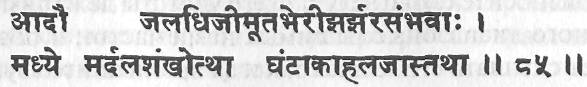 आदौ जलधिजीमूतभेरीझर्झरसंभवाः ।
मध्ये मर्दलशंखोत्था घंटाकाहलजास्तथा ॥ ८५ ॥